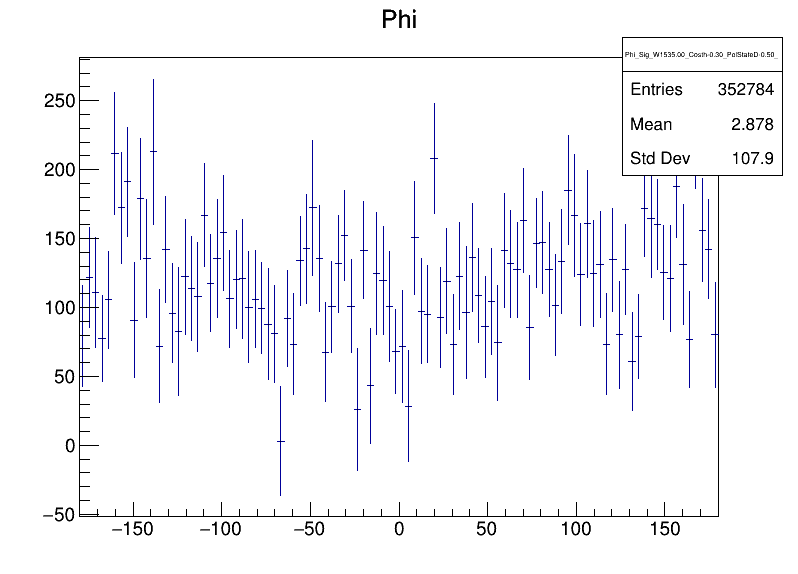 Phi
Phi_Sig_W1535.00_Costh-0.30_PolStateD-0.50_
Entries 352784
Mean 2.878
Std Dev 107.9
250
200
150
100
50
0
−50
−150 −100 −50 0 50 100 150